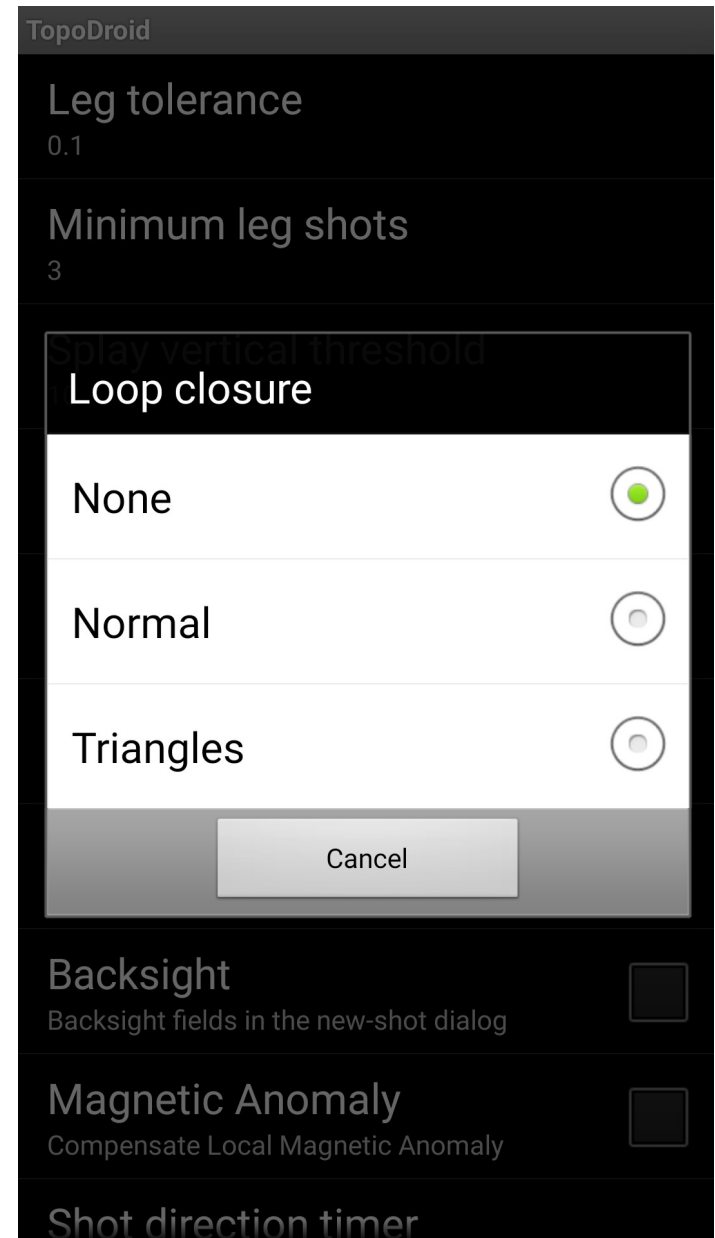 TopoDroid
Leg tolerance
0.1
Minimum leg shots
3
Splay vertical threshold
Loop closure
None
Normal
Triangles
Cancel
Backsight
Backsight fields in the new-shot dialog
Magnetic Anomaly
Compensate Local Magnetic Anomaly
Shot direction timer